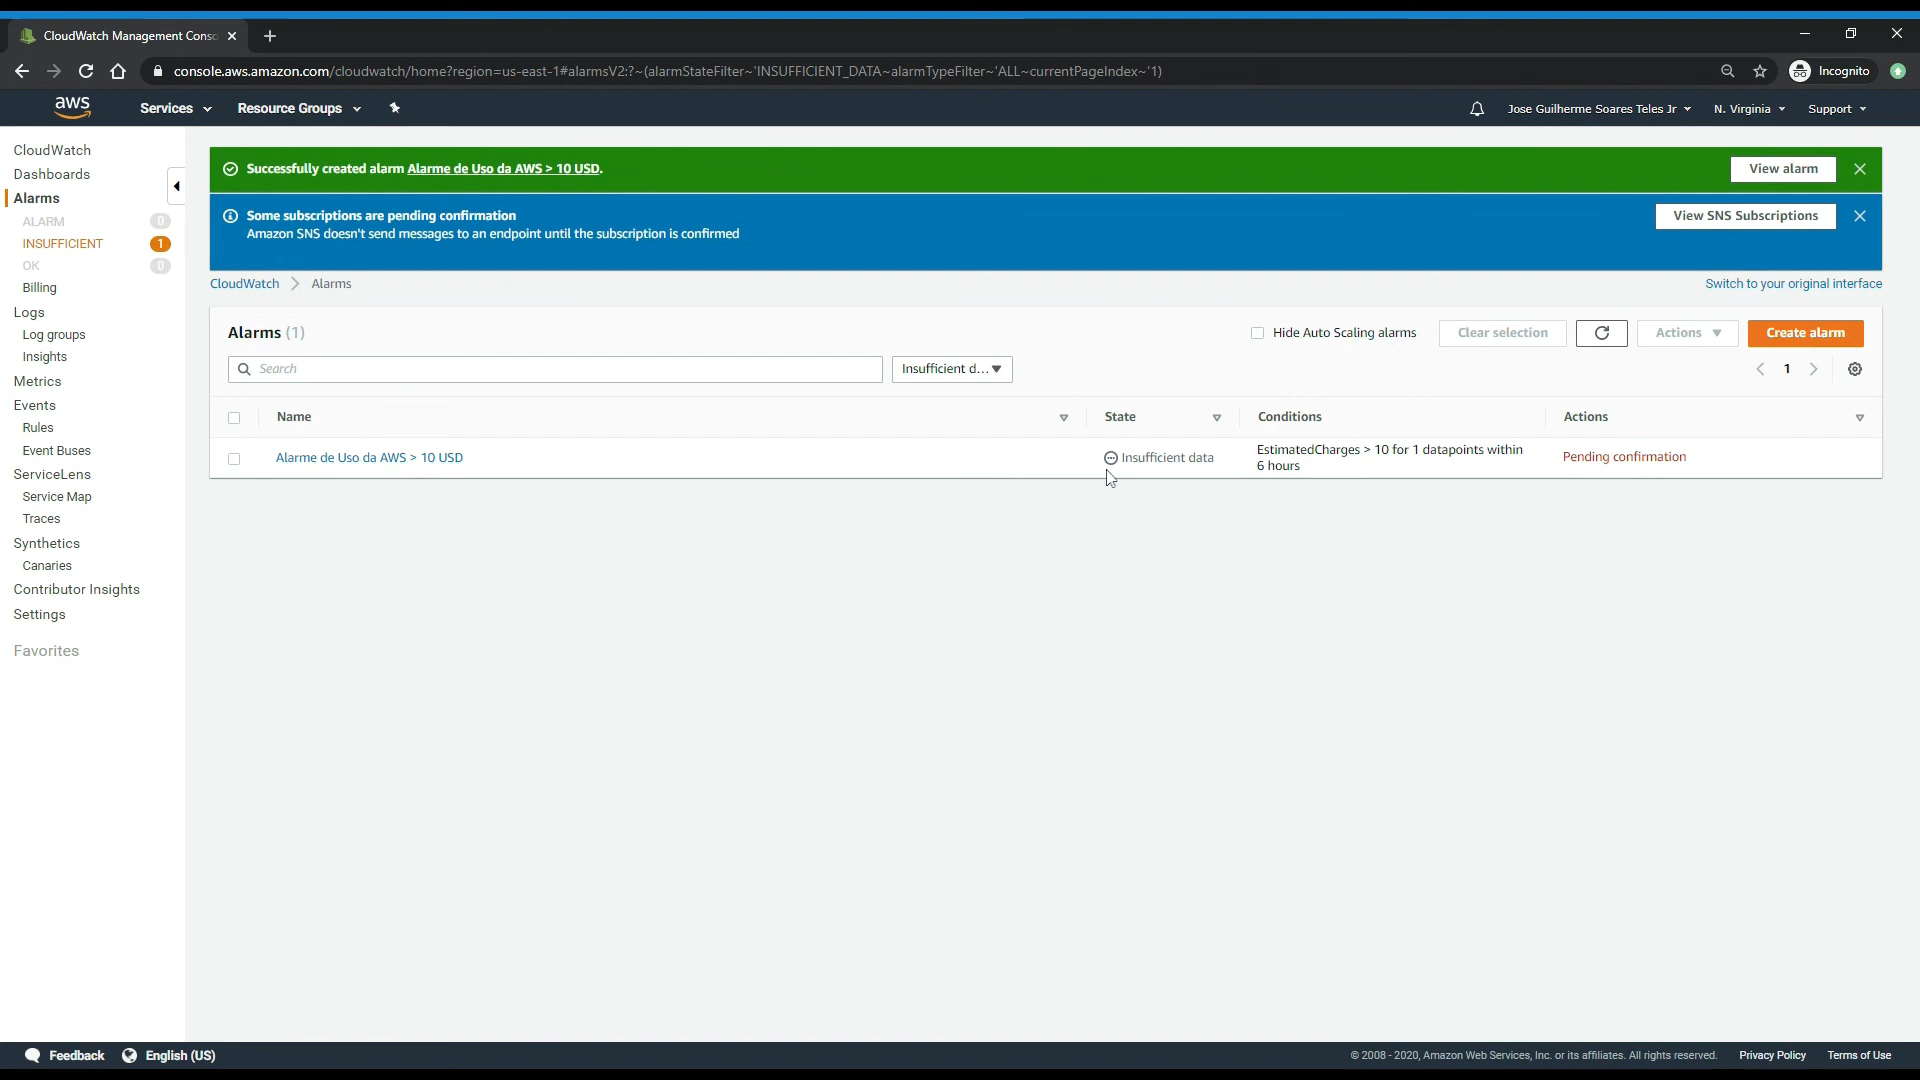 CloudWatch Management Conso
console.aws.amazon.com/cloudwatch/home?region=us-east-1#alarmsV2:?~(alarmStateFilter~'INSUFFICIENT_DATA~alarmTypeFilter~'ALL~currentPageIndex~'1)
Incognito
aws
Services
Resource Groups
Jose Guilherme Soares Teles Jr
N. Virginia
Support
CloudWatch
Dashboards
Alarms
ALARM 0
INSUFFICIENT 1
OK 0
Billing
Logs
Log groups
Insights
Metrics
Events
Rules
Event Buses
ServiceLens
Service Map
Traces
Synthetics
Canaries
Contributor Insights
Settings
Favorites
Successfully created alarm Alarme de Uso da AWS > 10 USD.
View alarm
Some subscriptions are pending confirmation
Amazon SNS doesn't send messages to an endpoint until the subscription is confirmed
View SNS Subscriptions
CloudWatch > Alarms
Switch to your original interface
Alarms (1)
Hide Auto Scaling alarms
Clear selection
Actions
Create alarm
Search
Insufficient d...
1
Name
State
Conditions
Actions
Alarme de Uso da AWS > 10 USD
Insufficient data
EstimatedCharges > 10 for 1 datapoints within
6 hours
Pending confirmation
Feedback
English (US)
© 2008 - 2020, Amazon Web Services, Inc. or its affiliates. All rights reserved.
Privacy Policy
Terms of Use